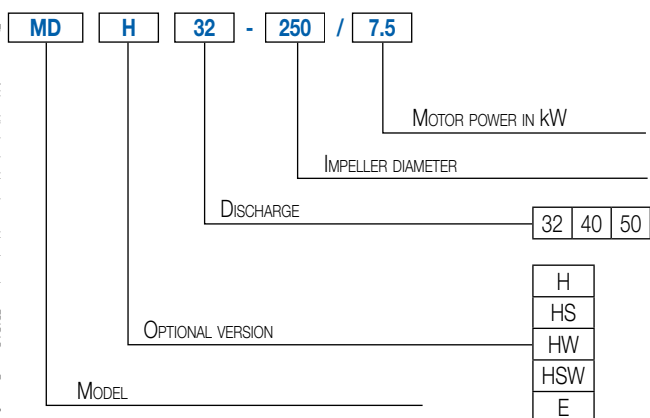 MD H 32 - 250 / 7.5
MOTOR POWER IN kW
IMPELLER DIAMETER
DISCHARGE
32 40 50
H
HS
OPTIONAL VERSION
HW
HSW
MODEL
E